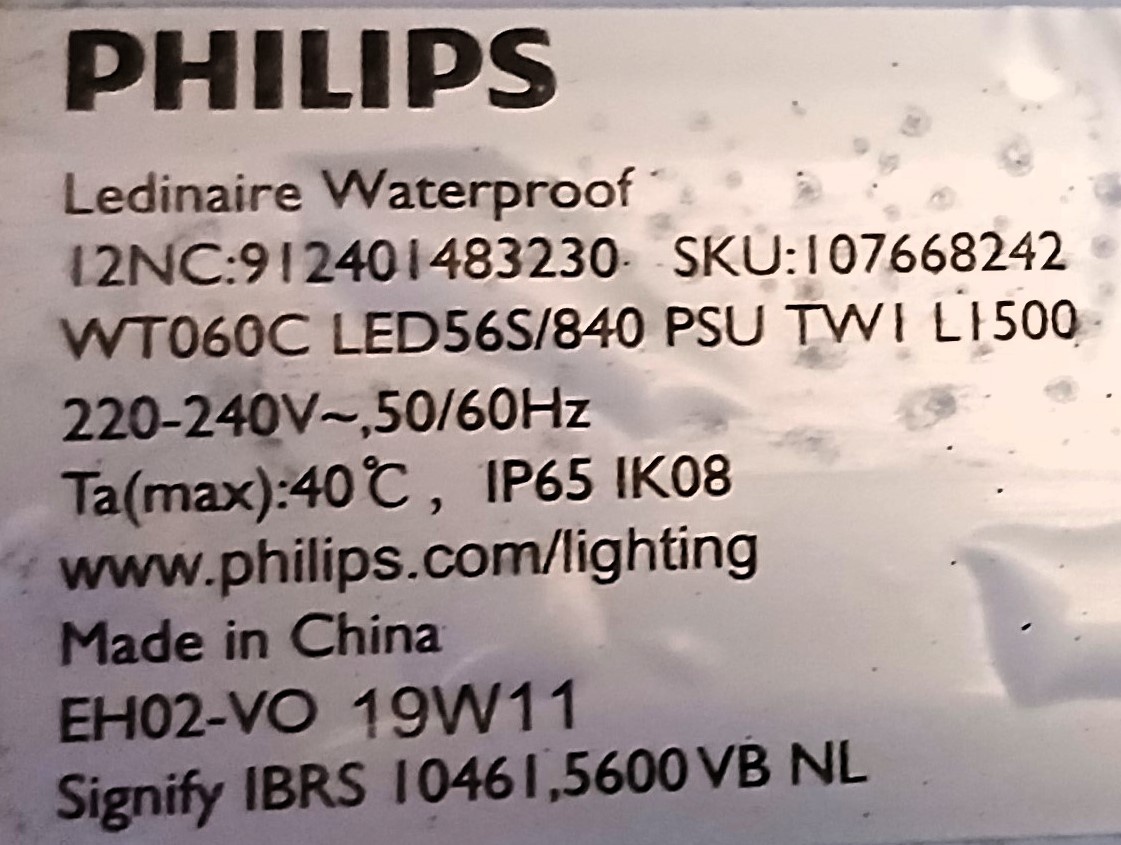 PHILIPS
Ledinaire Waterproof
12NC:912401483230 SKU:107668242
WT060C LED56S/840 PSU TW1 L1500
220-240V~,50/60Hz
Ta(max):40℃, IP65 IK08
www.philips.com/lighting
Made in China
EH02-VO 19W11
Signify IBRS 10461,5600 VB NL